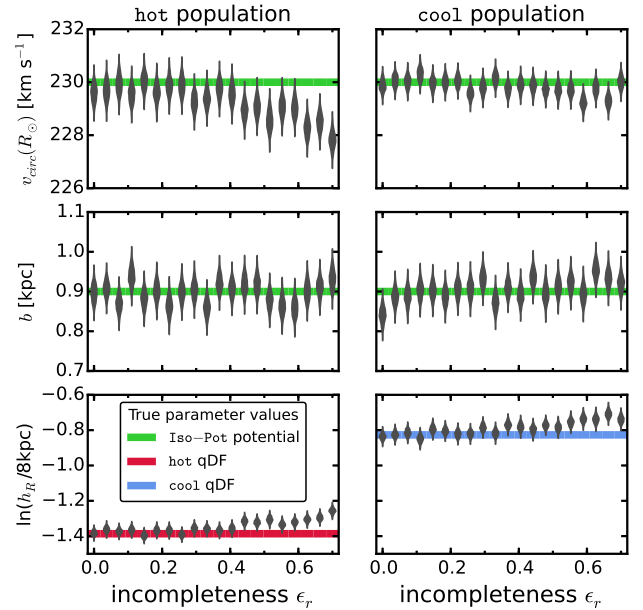 hot population
cool population
v_circ(R_⊙) [km s⁻¹]
232
230
228
226
b [kpc]
1.1
1.0
0.9
0.8
0.7
ln(h_R/8kpc)
−0.6
−0.8
−1.0
−1.2
−1.4
True parameter values
Iso-Pot potential
hot qDF
cool qDF
0.0 0.2 0.4 0.6
0.0 0.2 0.4 0.6
incompleteness ϵ_r
incompleteness ϵ_r